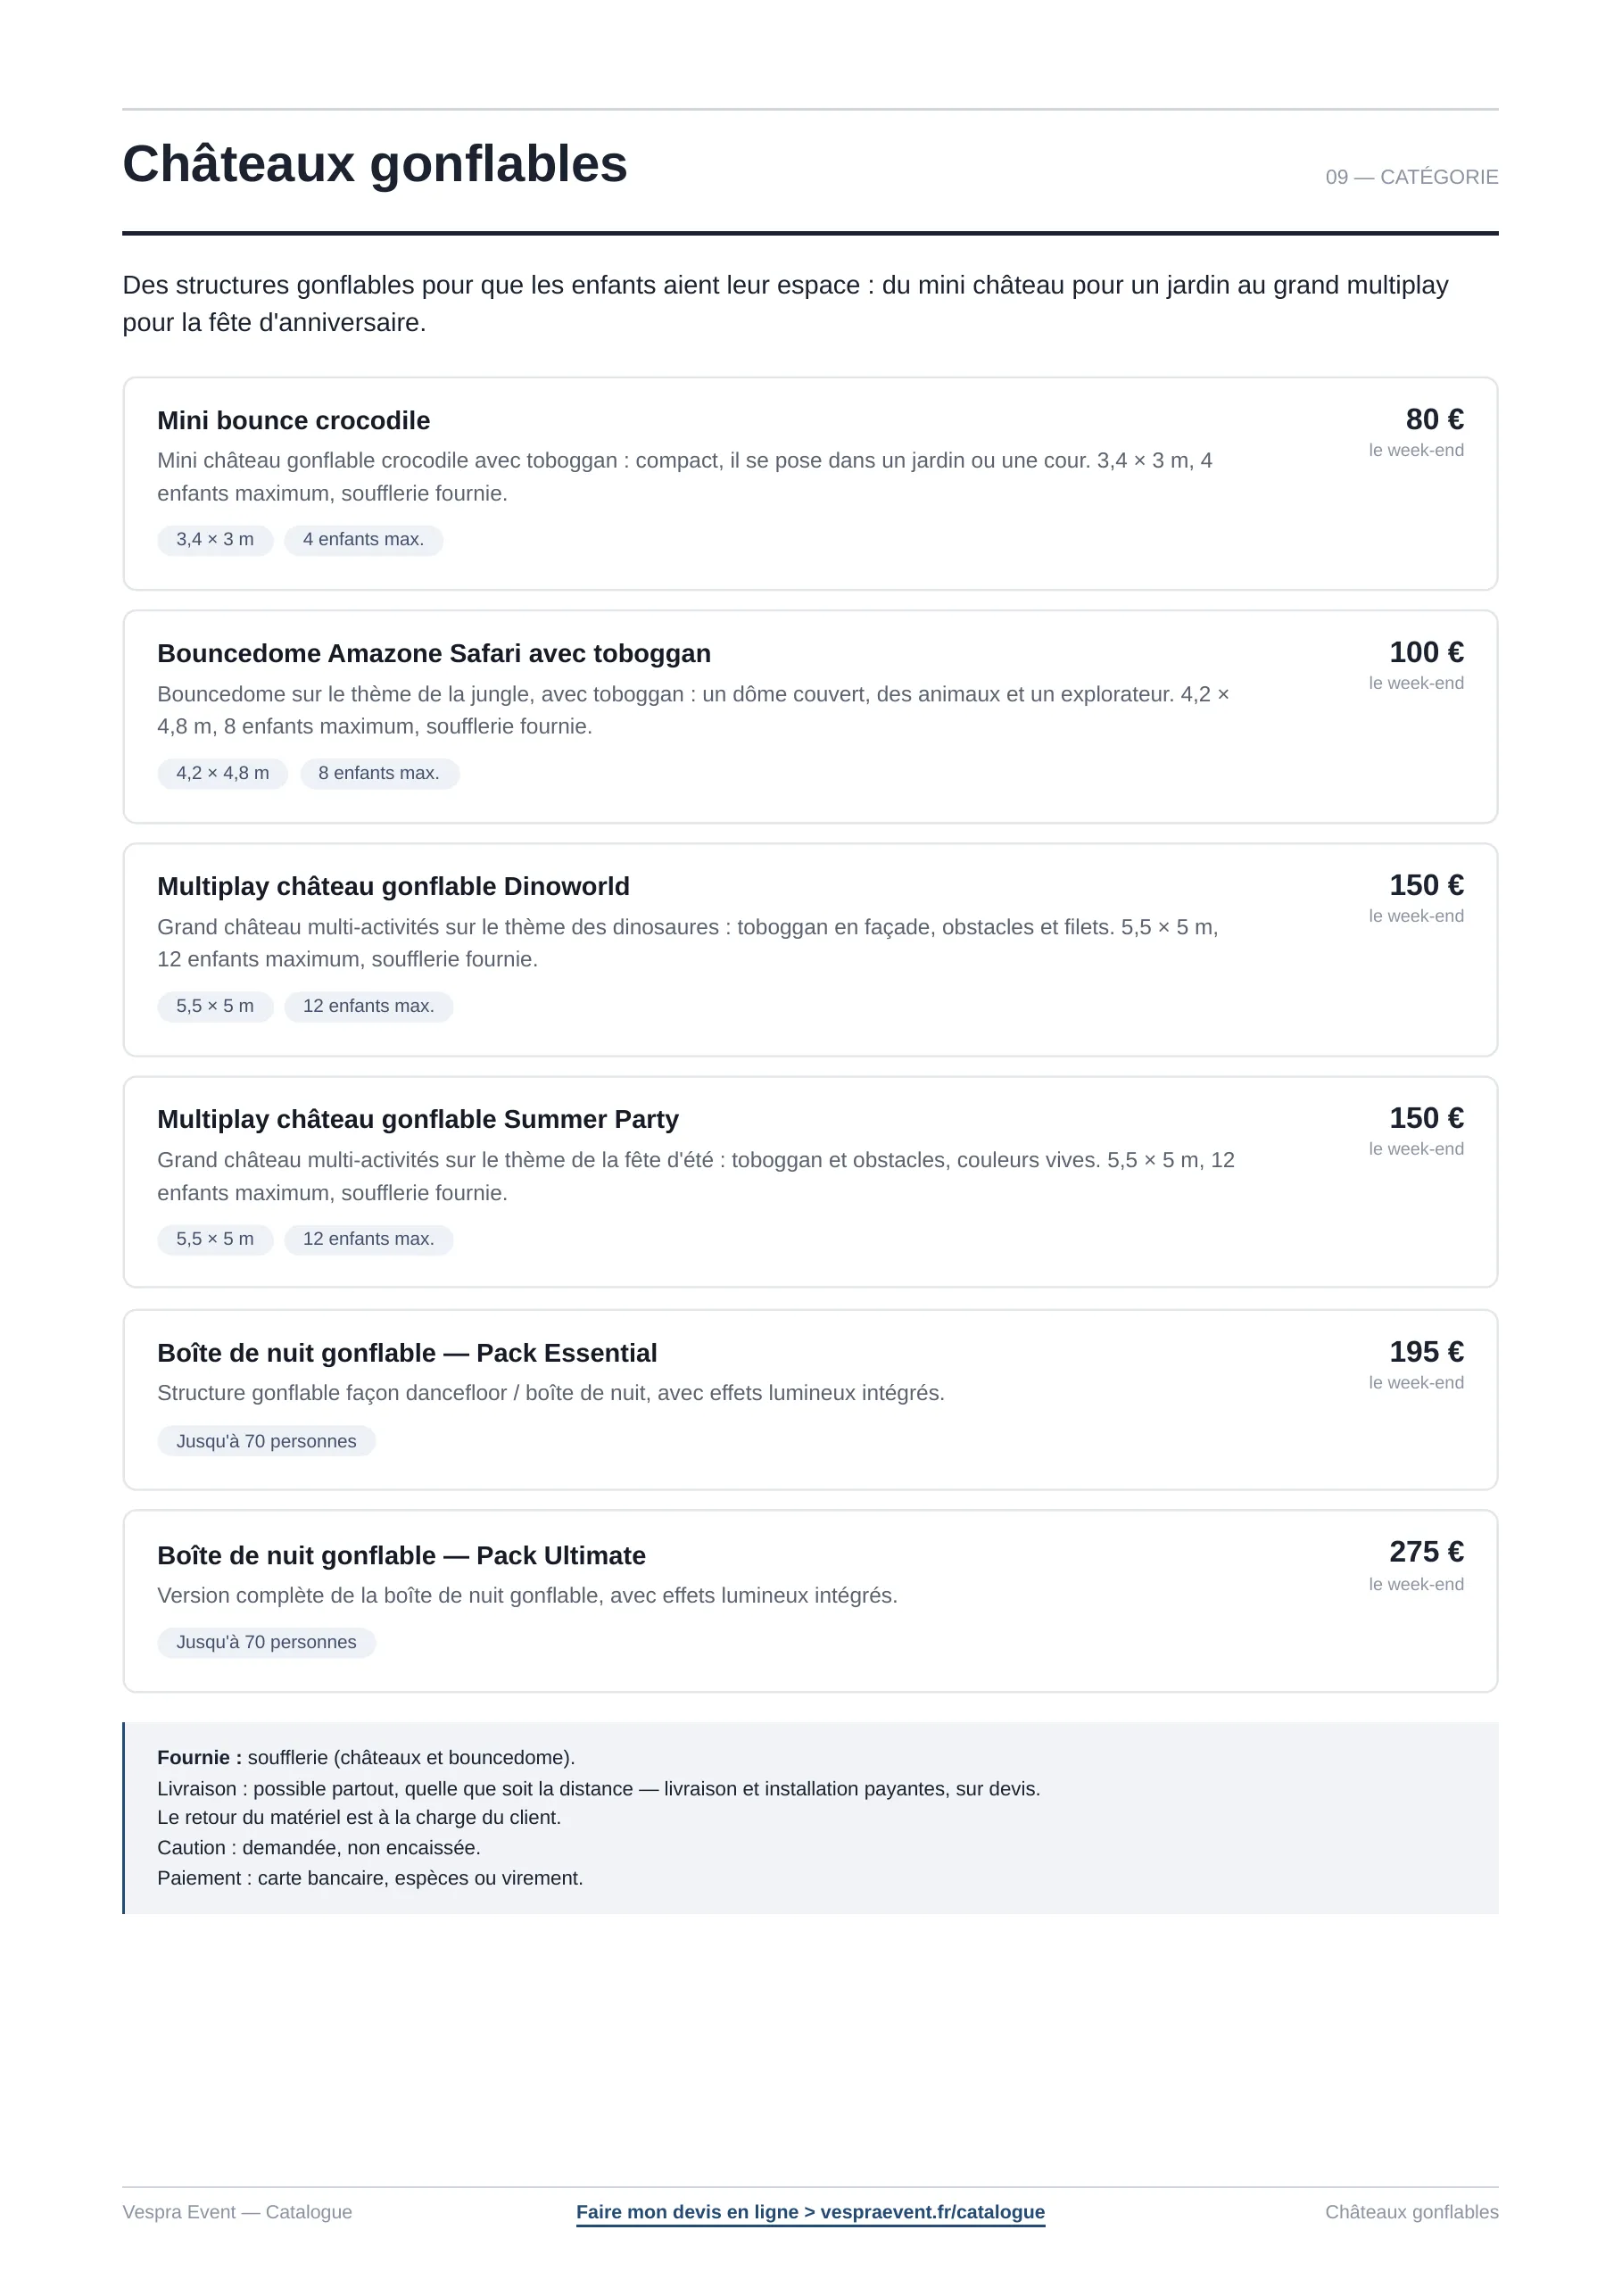 Châteaux gonflables
09 — CATÉGORIE
Des structures gonflables pour que les enfants aient leur espace : du mini château pour un jardin au grand multiplay
pour la fête d'anniversaire.
Mini bounce crocodile
80 €
le week-end
Mini château gonflable crocodile avec toboggan : compact, il se pose dans un jardin ou une cour. 3,4 × 3 m, 4
enfants maximum, soufflerie fournie.
3,4 × 3 m
4 enfants max.
Bouncedome Amazone Safari avec toboggan
100 €
le week-end
Bouncedome sur le thème de la jungle, avec toboggan : un dôme couvert, des animaux et un explorateur. 4,2 ×
4,8 m, 8 enfants maximum, soufflerie fournie.
4,2 × 4,8 m
8 enfants max.
Multiplay château gonflable Dinoworld
150 €
le week-end
Grand château multi-activités sur le thème des dinosaures : toboggan en façade, obstacles et filets. 5,5 × 5 m,
12 enfants maximum, soufflerie fournie.
5,5 × 5 m
12 enfants max.
Multiplay château gonflable Summer Party
150 €
le week-end
Grand château multi-activités sur le thème de la fête d'été : toboggan et obstacles, couleurs vives. 5,5 × 5 m, 12
enfants maximum, soufflerie fournie.
5,5 × 5 m
12 enfants max.
Boîte de nuit gonflable — Pack Essential
195 €
le week-end
Structure gonflable façon dancefloor / boîte de nuit, avec effets lumineux intégrés.
Jusqu'à 70 personnes
Boîte de nuit gonflable — Pack Ultimate
275 €
le week-end
Version complète de la boîte de nuit gonflable, avec effets lumineux intégrés.
Jusqu'à 70 personnes
Fournie : soufflerie (châteaux et bouncedome).
Livraison : possible partout, quelle que soit la distance — livraison et installation payantes, sur devis.
Le retour du matériel est à la charge du client.
Caution : demandée, non encaissée.
Paiement : carte bancaire, espèces ou virement.
Vespra Event — Catalogue
Faire mon devis en ligne > vespraevent.fr/catalogue
Châteaux gonflables